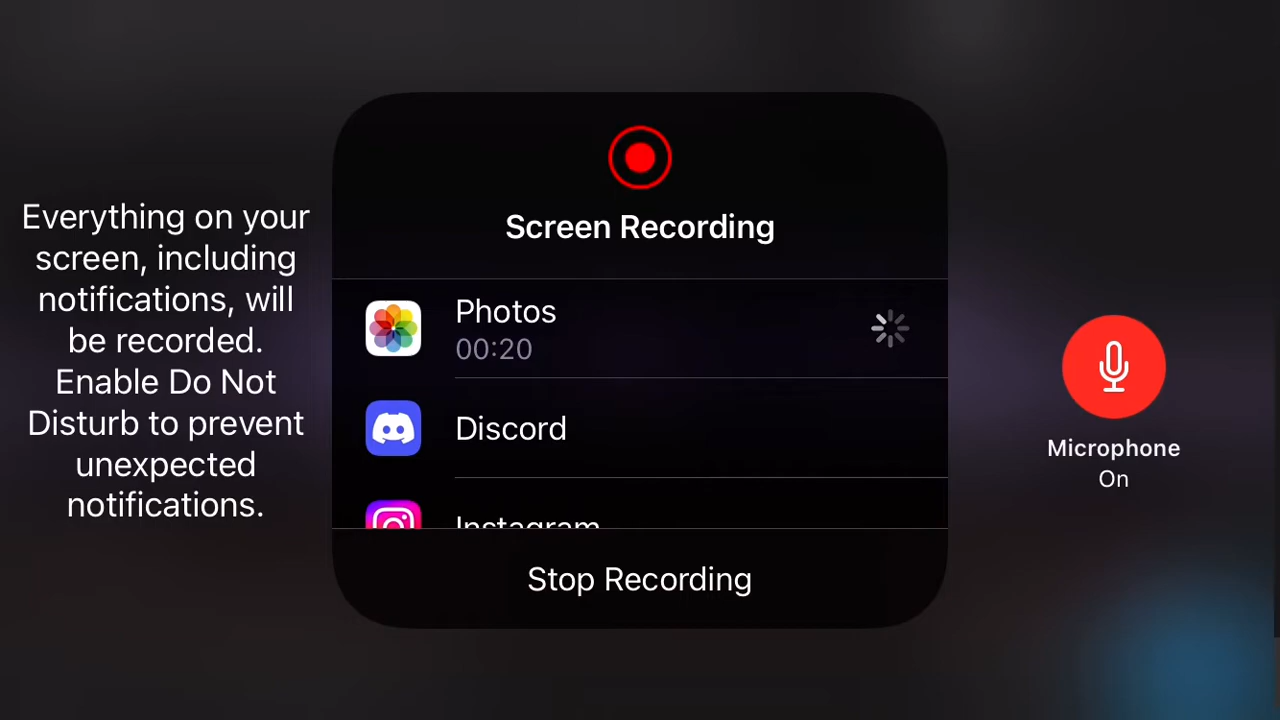 Everything on your
screen, including
notifications, will
be recorded.
Enable Do Not
Disturb to prevent
unexpected
notifications.
Screen Recording
Photos
00:20
Discord
Instagram
Stop Recording
Microphone
On